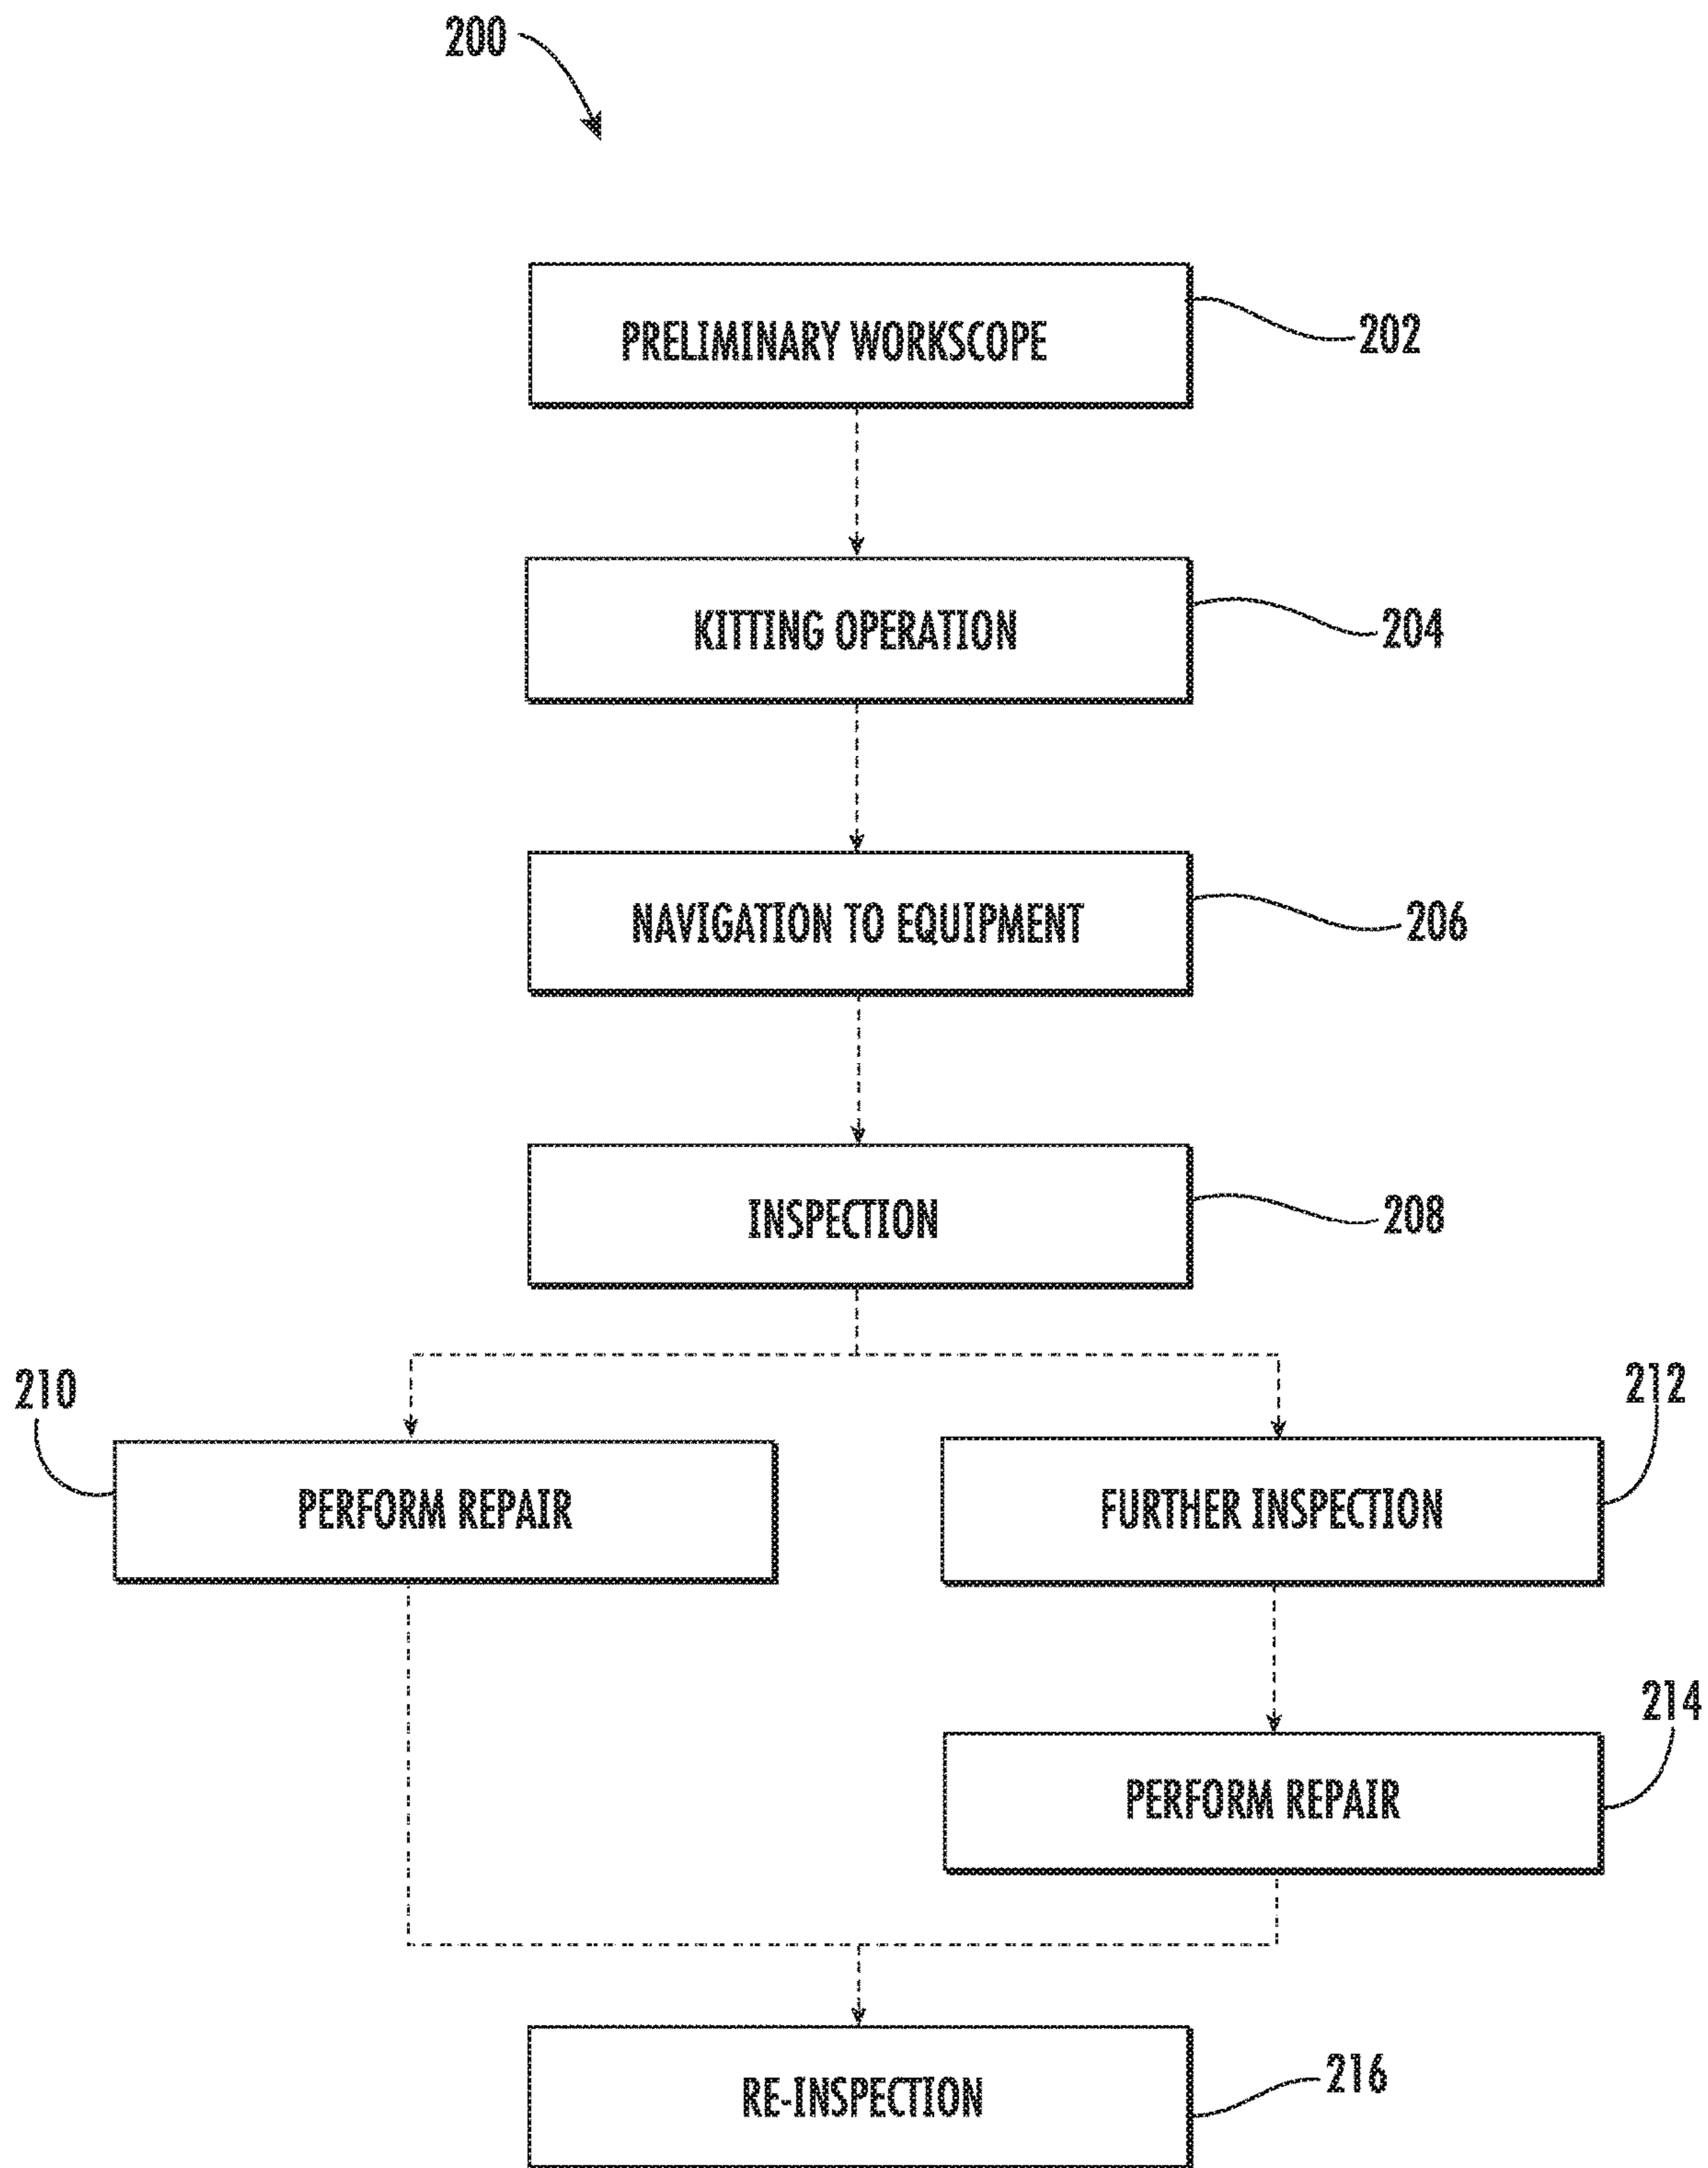 200
PRELIMINARY WORKSCOPE
202
KITTING OPERATION
204
NAVIGATION TO EQUIPMENT
206
INSPECTION
208
210
212
PERFORM REPAIR
FURTHER INSPECTION
214
PERFORM REPAIR
RE-INSPECTION
216